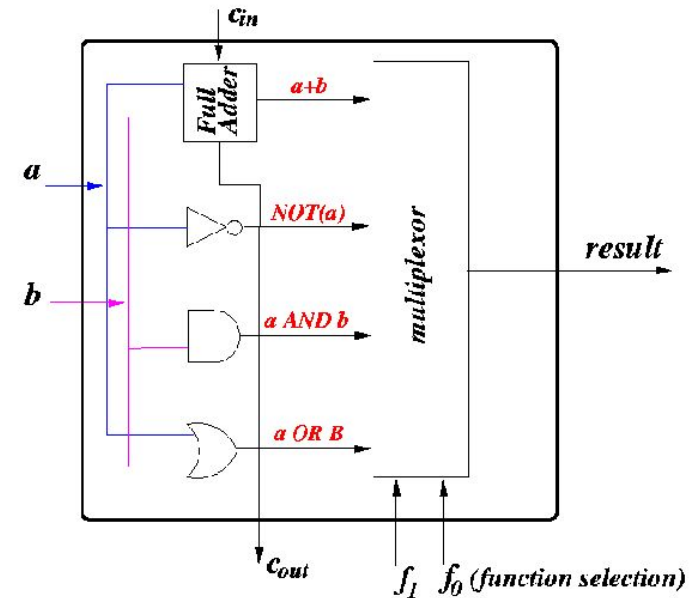 c_in
Full
Adder
a+b
a
NOT(a)
multiplexor
result
b
a AND b
a OR B
c_out
f_1 f_0 (function selection)